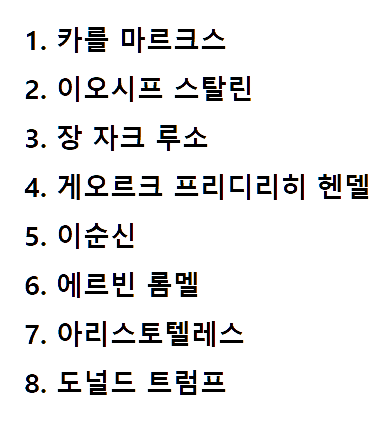 1. 카를 마르크스
2. 이오시프 스탈린
3. 장 자크 루소
4. 게오르크 프리디리히 헨델
5. 이순신
6. 에르빈 롬멜
7. 아리스토텔레스
8. 도널드 트럼프